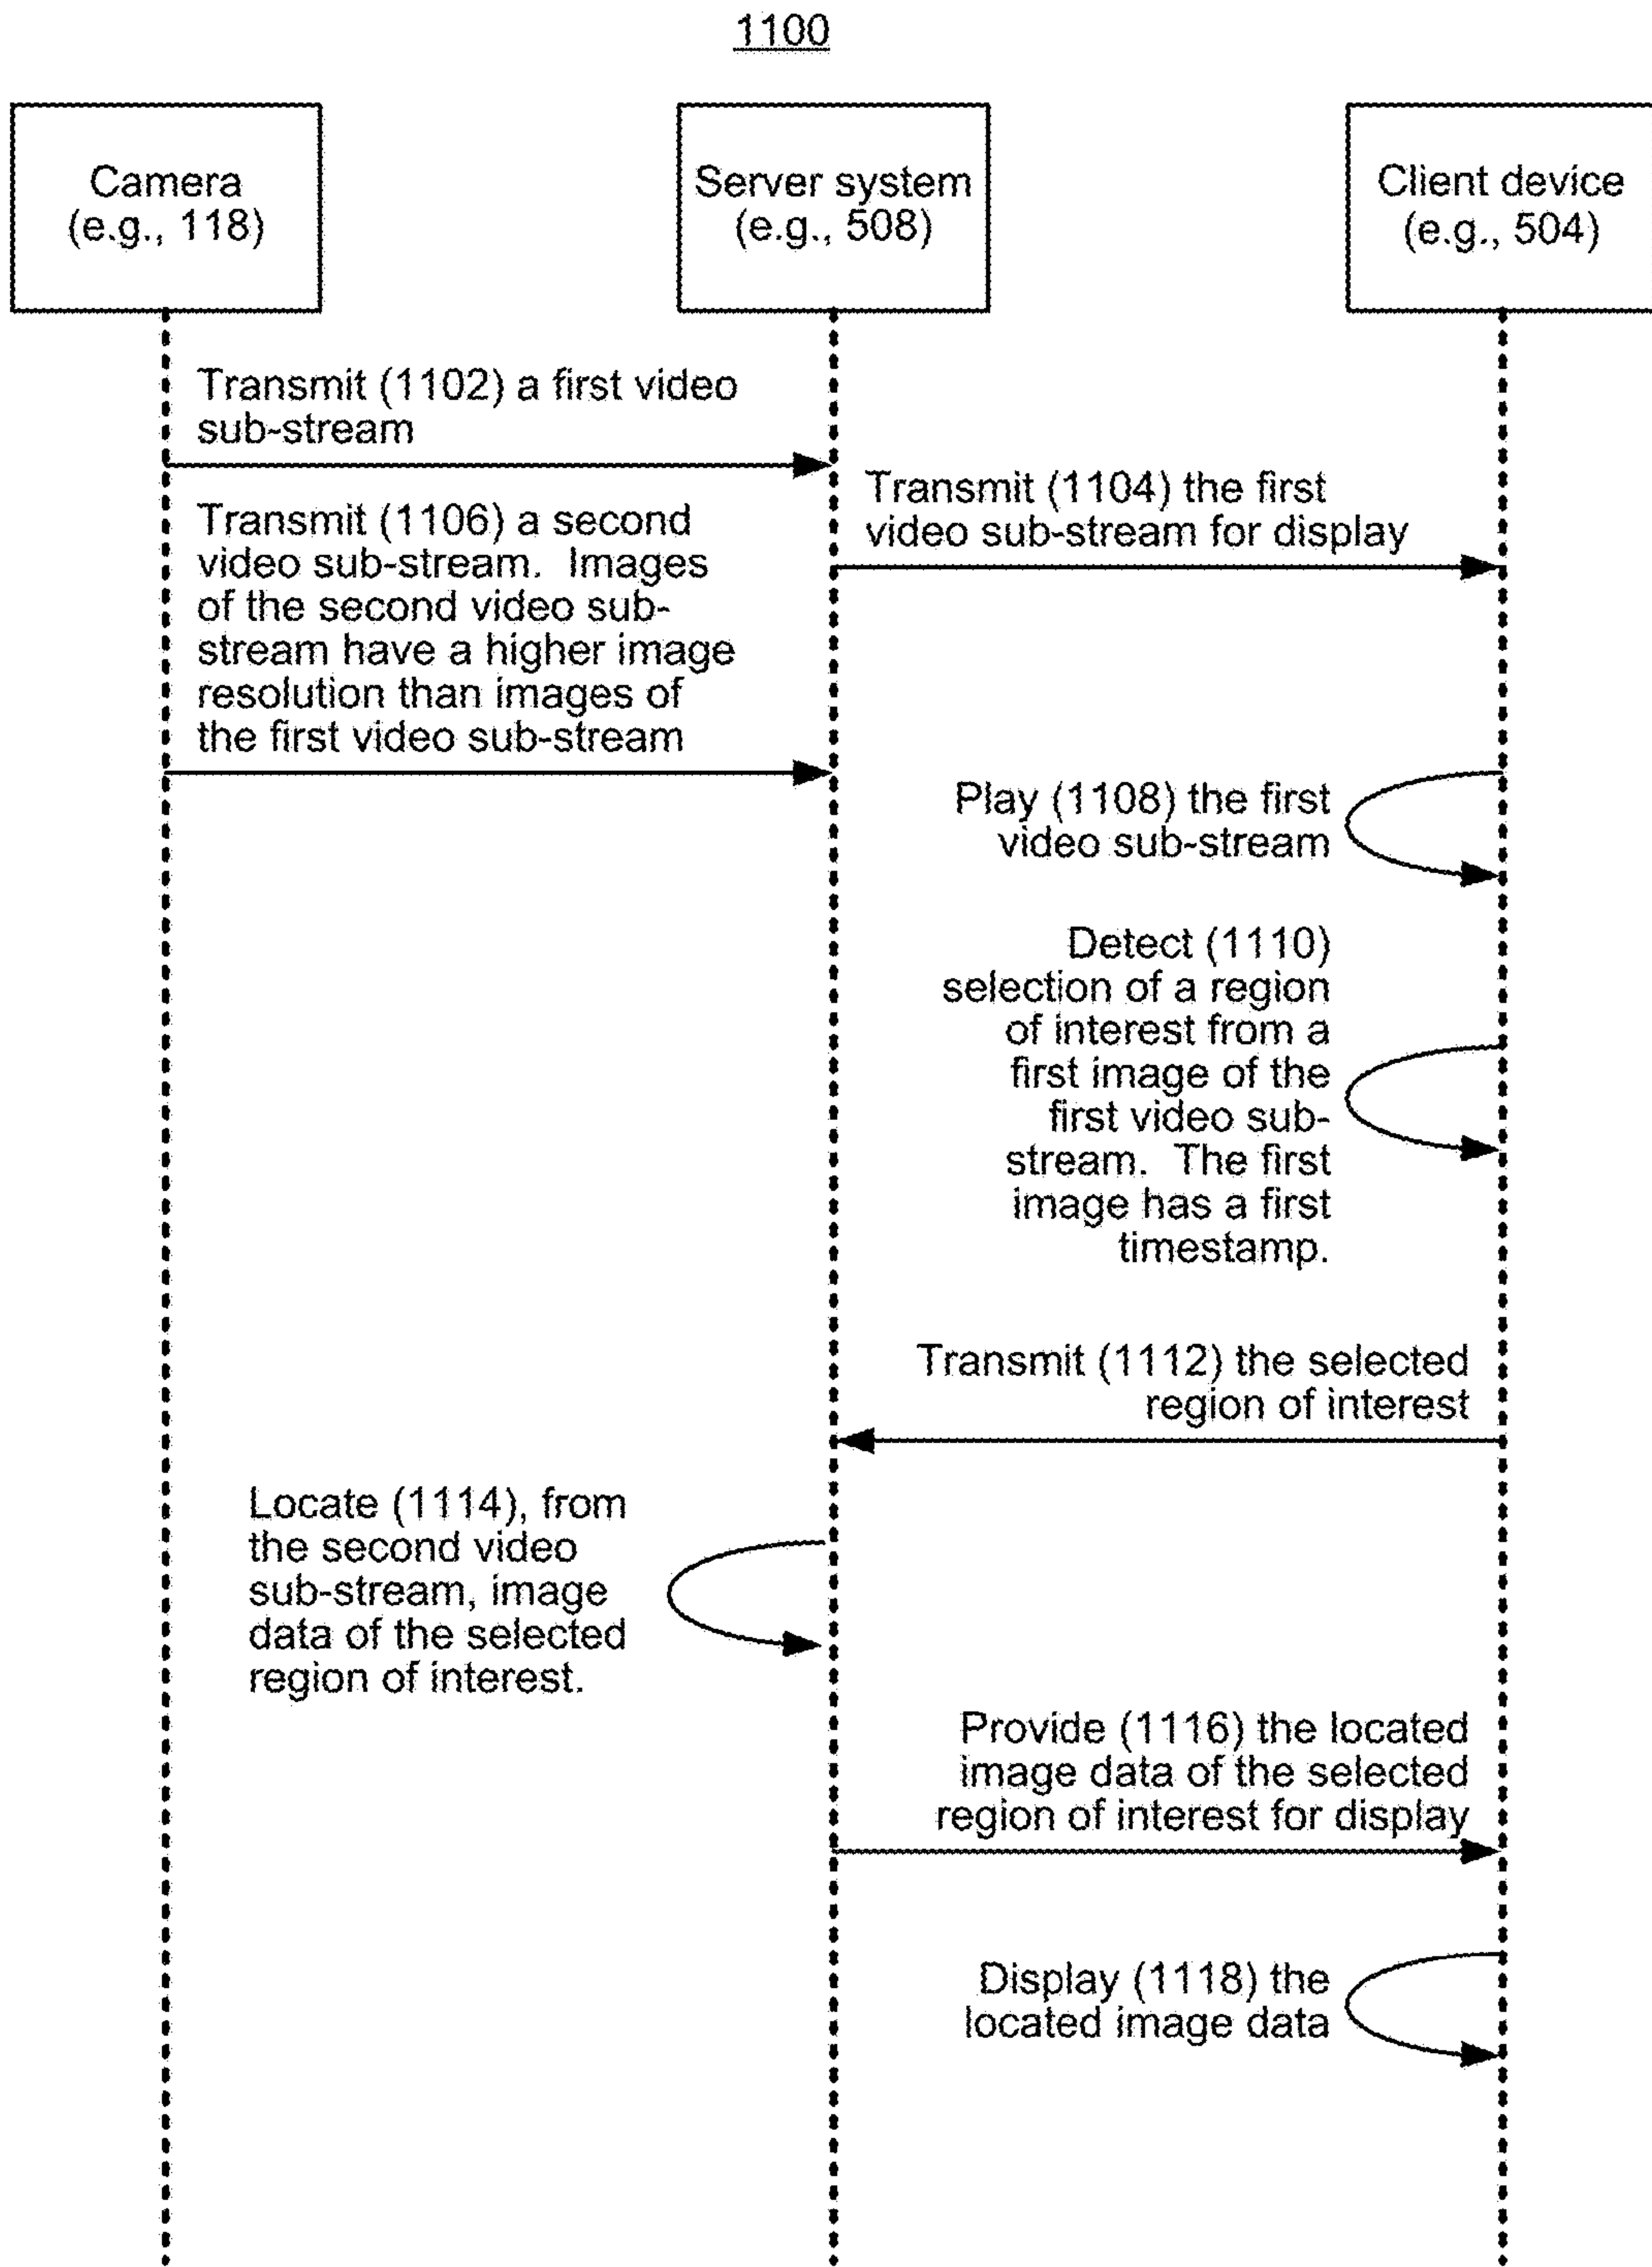 1100
Camera
(e.g., 118)
Server system
(e.g., 508)
Client device
(e.g., 504)
Transmit (1102) a first video
sub-stream
Transmit (1104) the first
video sub-stream for display
Transmit (1106) a second
video sub-stream. Images
of the second video sub-
stream have a higher image
resolution than images of
the first video sub-stream
Play (1108) the first
video sub-stream
Detect (1110)
selection of a region
of interest from a
first image of the
first video sub-
stream. The first
image has a first
timestamp.
Transmit (1112) the selected
region of interest
Locate (1114), from
the second video
sub-stream, image
data of the selected
region of interest.
Provide (1116) the located
image data of the selected
region of interest for display
Display (1118) the
located image data